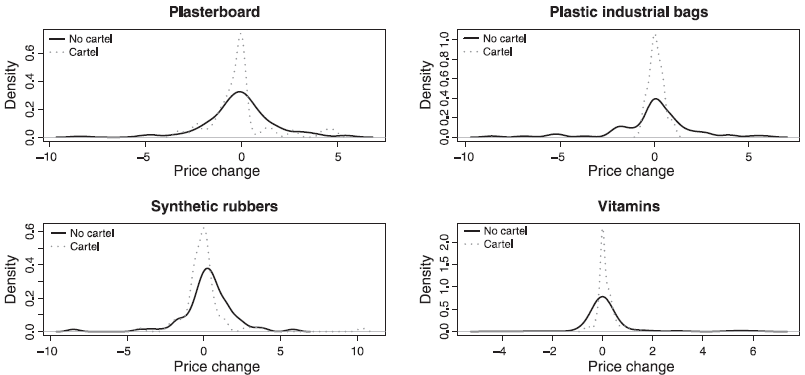 Plasterboard
Density
0.0 0.2 0.4 0.6
No cartel
Cartel
−10 −5 0 5
Price change
Plastic industrial bags
Density
0.0 0.2 0.4 0.6 0.8 1.0
No cartel
Cartel
−10 −5 0 5
Price change
Synthetic rubbers
Density
0.0 0.2 0.4 0.6
No cartel
Cartel
−10 −5 0 5 10
Price change
Vitamins
Density
0.0 0.5 1.0 1.5 2.0
No cartel
Cartel
−4 −2 0 2 4 6
Price change